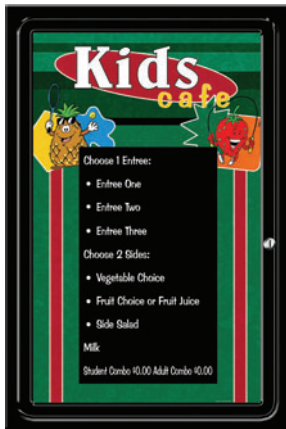 Kids
cafe
Choose 1 Entree:
• Entree One
• Entree Two
• Entree Three
Choose 2 Sides:
• Vegetable Choice
• Fruit Choice or Fruit Juice
• Side Salad
Milk
Student Combo $0.00 Adult Combo $0.00